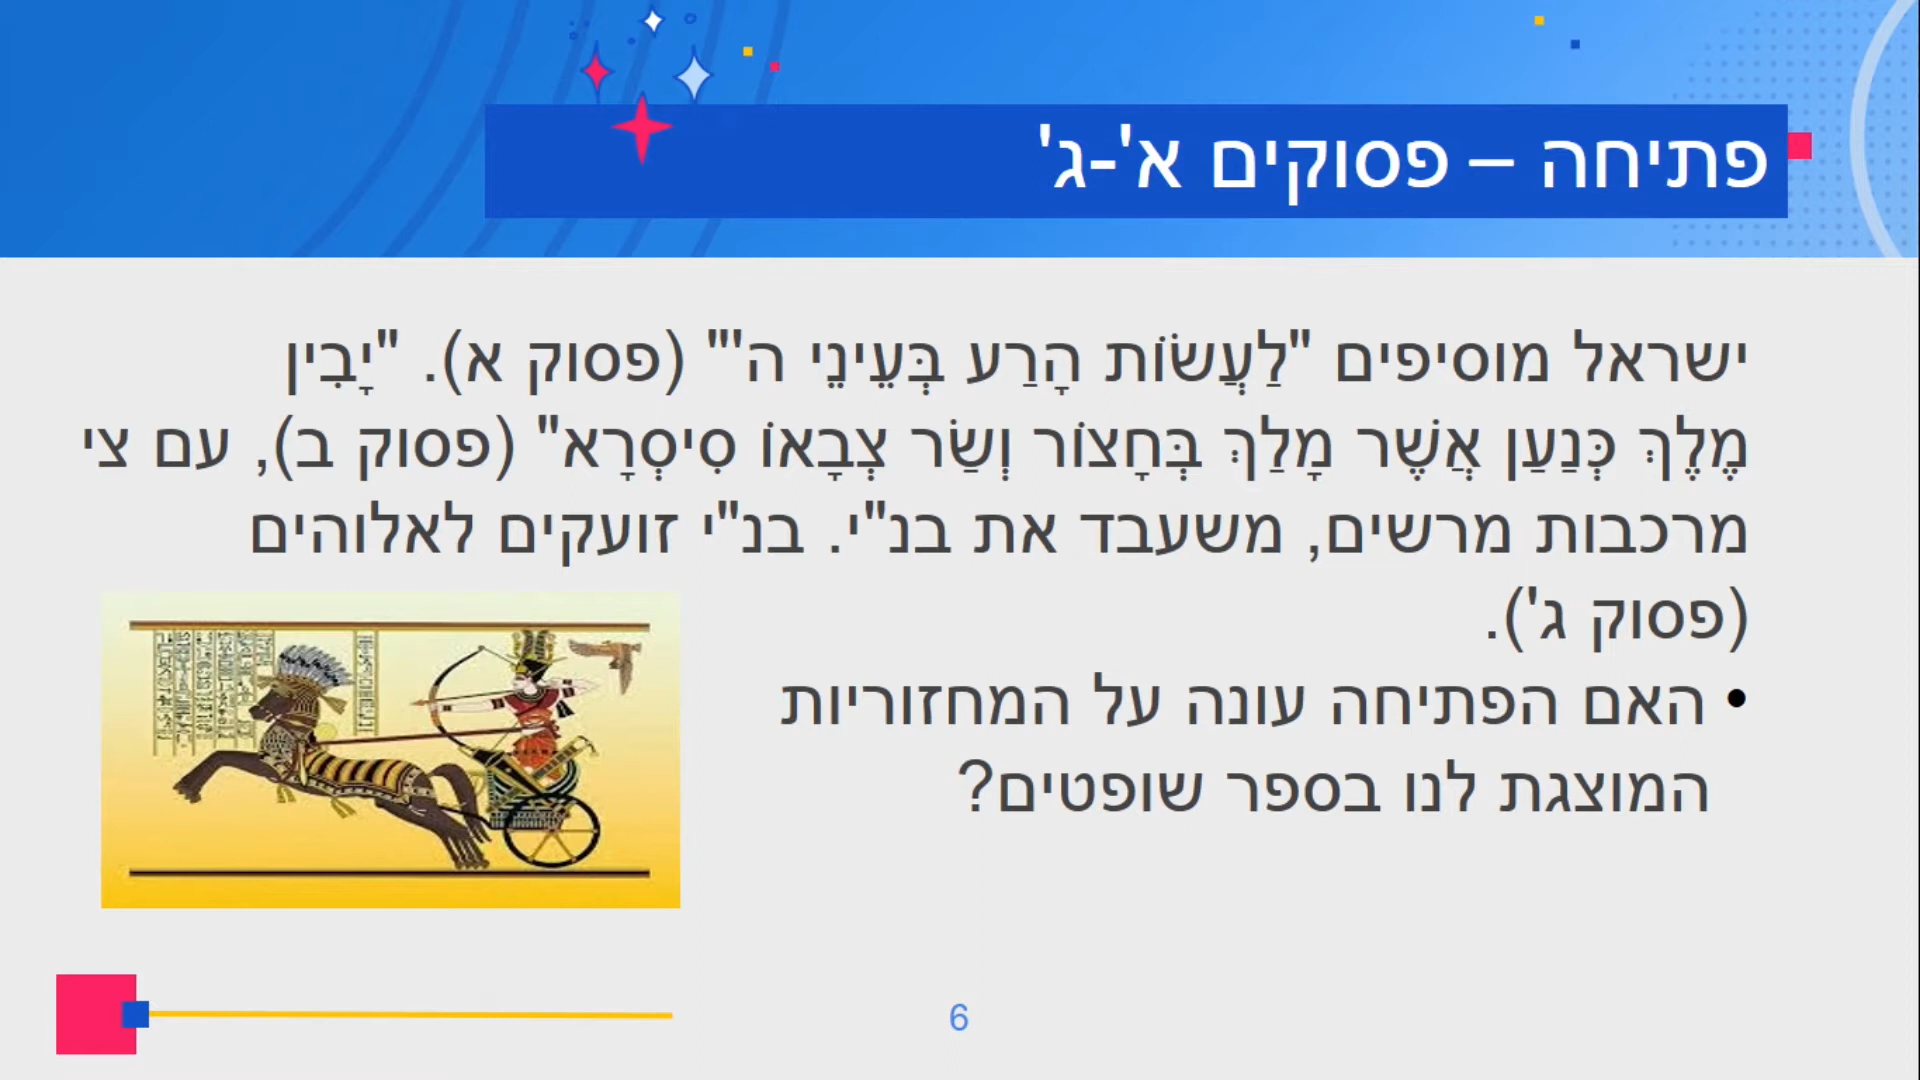 פתיחה – פסוקים א'-ג'
ישראל מוסיפים "לַעֲשׂוֹת הָרַע בְּעֵינֵי ה'" (פסוק א). "יָבִין
מֶלֶךְ כְּנַעַן אֲשֶׁר מָלַךְ בְּחָצוֹר וְשַׂר צְבָאוֹ סִיסְרָא" (פסוק ב), עם צי
מרכבות מרשים, משעבד את בנ"י. בנ"י זועקים לאלוהים
(פסוק ג').
• האם הפתיחה עונה על המחזוריות
המוצגת לנו בספר שופטים?
6